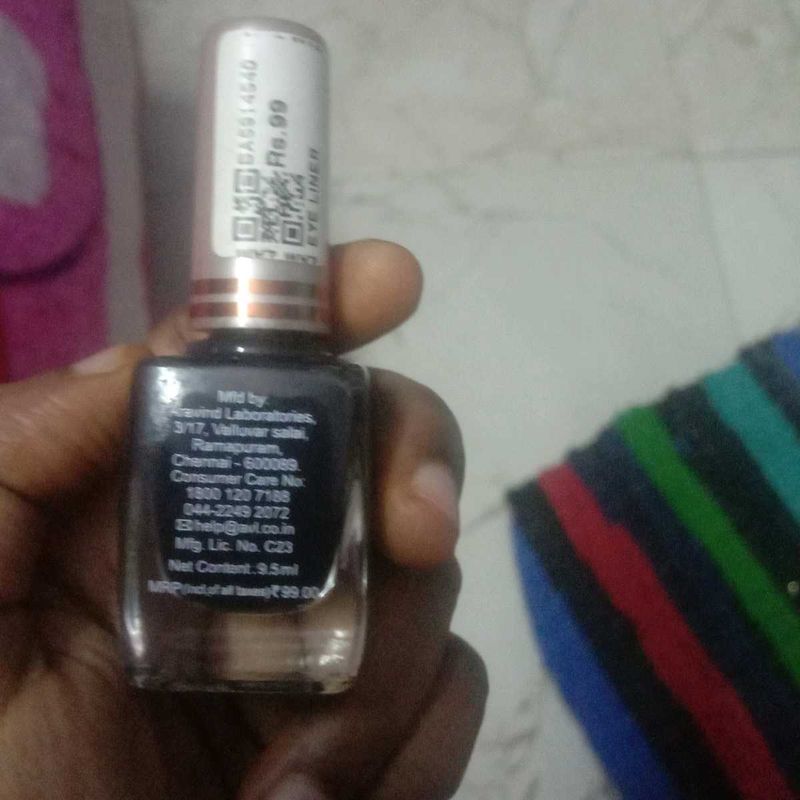 BA5914540
Rs.99
EYE LINER
Mfd by.
Aravind Laboratories,
3/17, Valluvar salai,
Ramapuram,
Chennai - 600089.
Consumer Care No:
1800 120 7188
044-2249 2072
help@avl.co.in
Mfg. Lic. No. C23
Net Content. 9.5ml
MRP(Incl.of all taxes)₹99.00